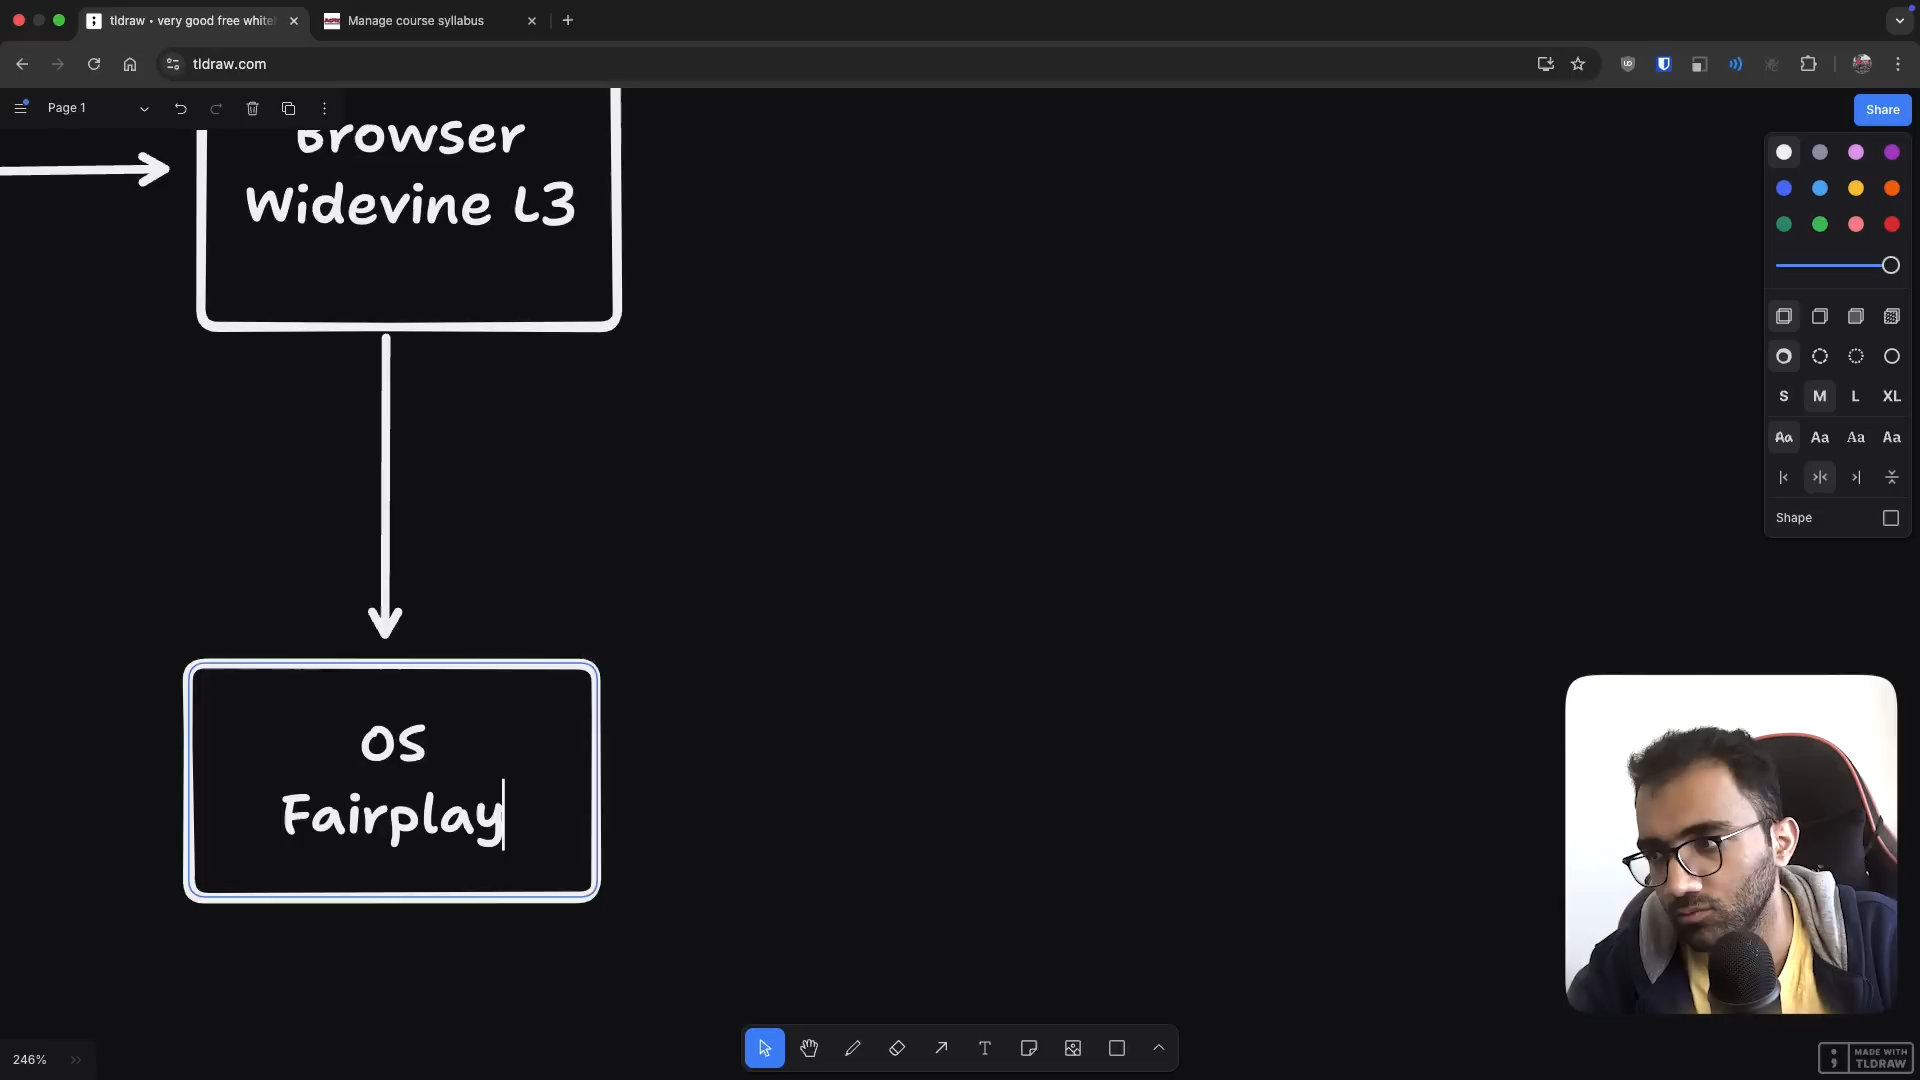 tldraw • very good free white
Manage course syllabus
tldraw.com
Page 1
Share
Browser
Widevine L3
OS
Fairplay
S M L XL
Aa Aa Aa Aa
Shape
246%
MADE WITH
TLDRAW